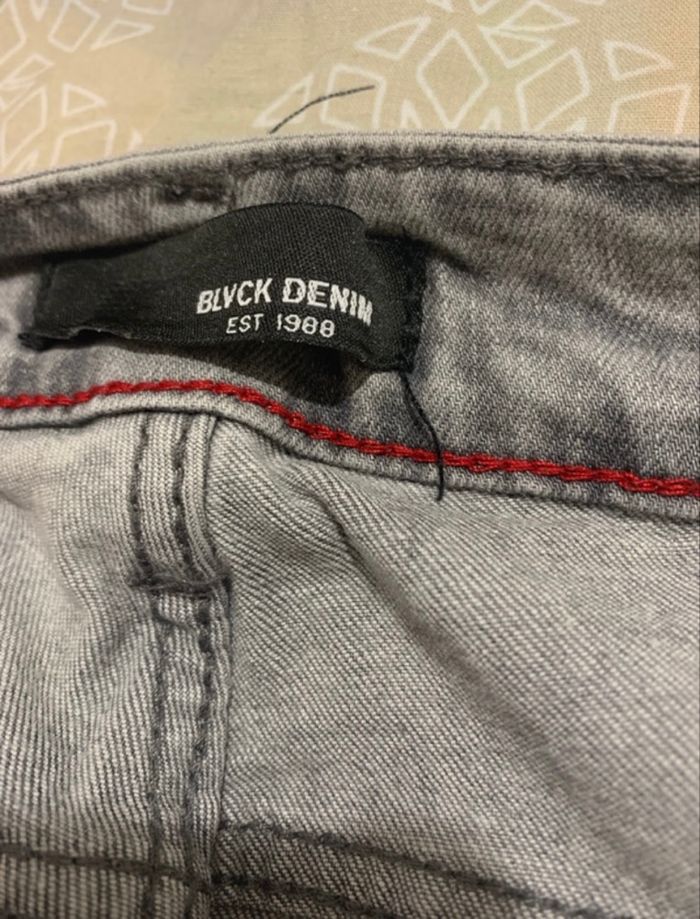 BLVCK DENIM
EST 1988